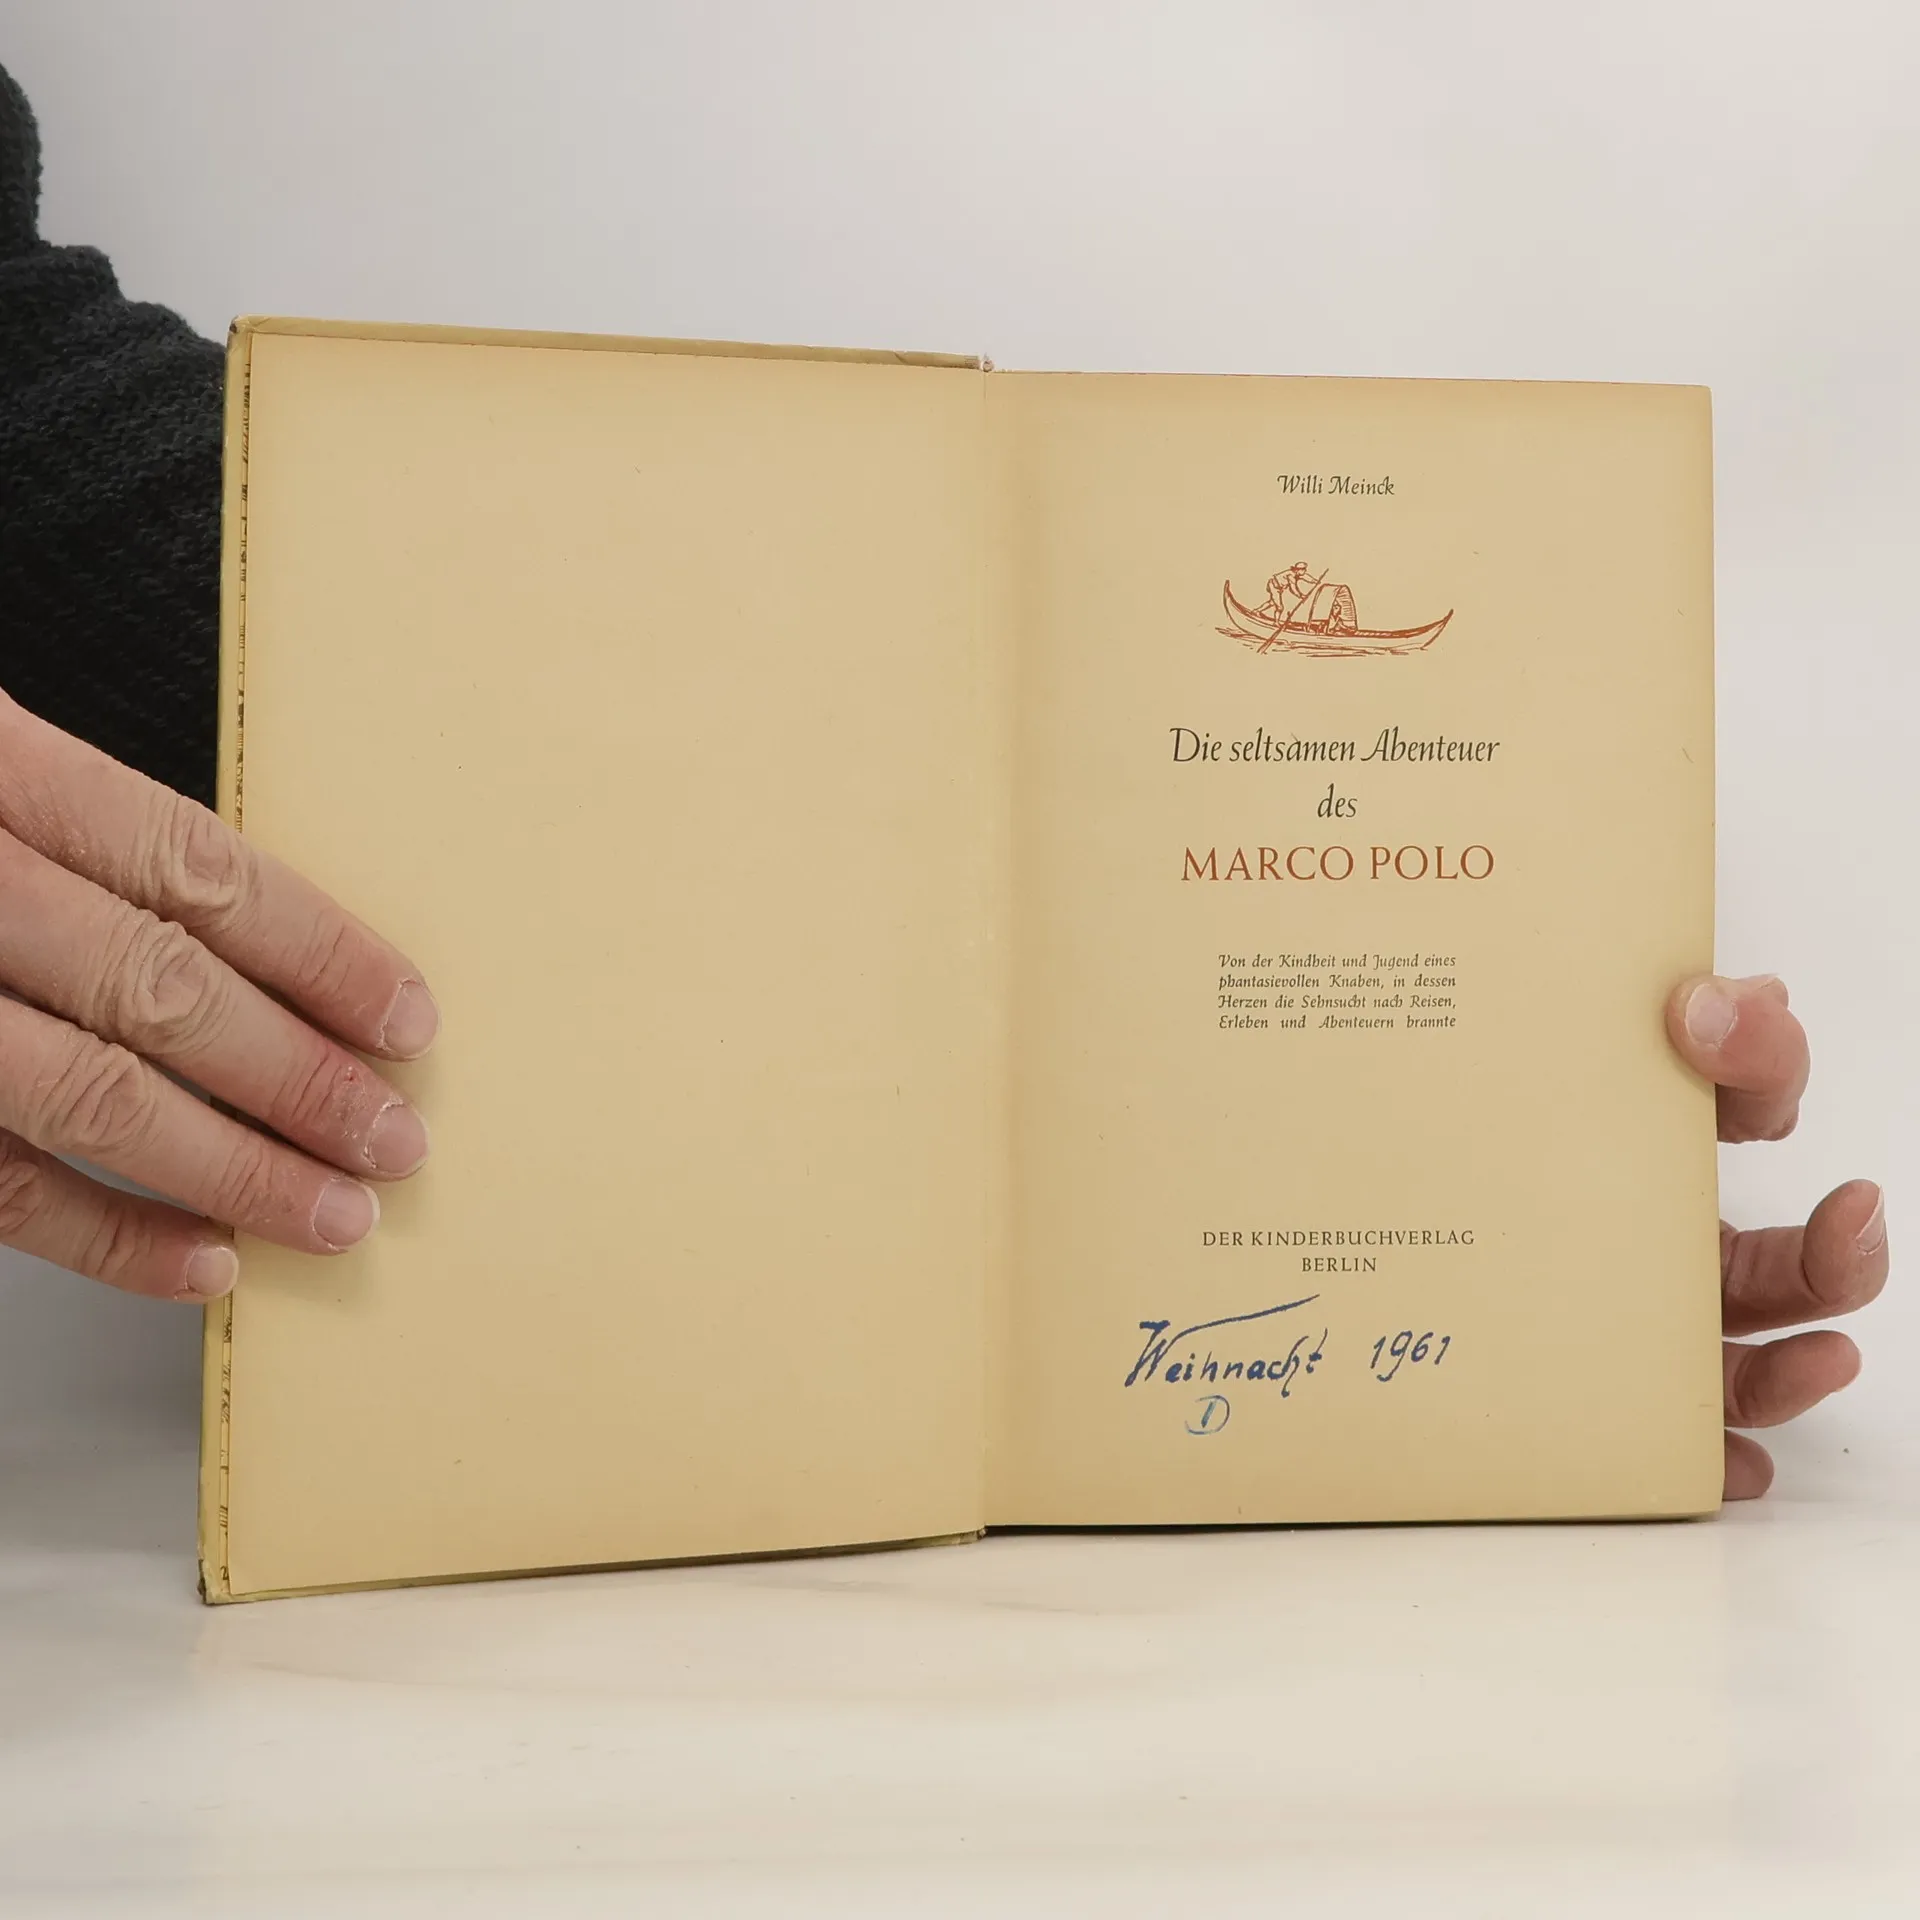 Willi Meinck
Die seltsamen Abenteuer
des
MARCO POLO
Von der Kindheit und Jugend eines
phantasievollen Knaben, in dessen
Herzen die Sehnsucht nach Reisen,
Erleben und Abenteuern brannte
DER KINDERBUCHVERLAG
BERLIN
Weihnacht 1961
D